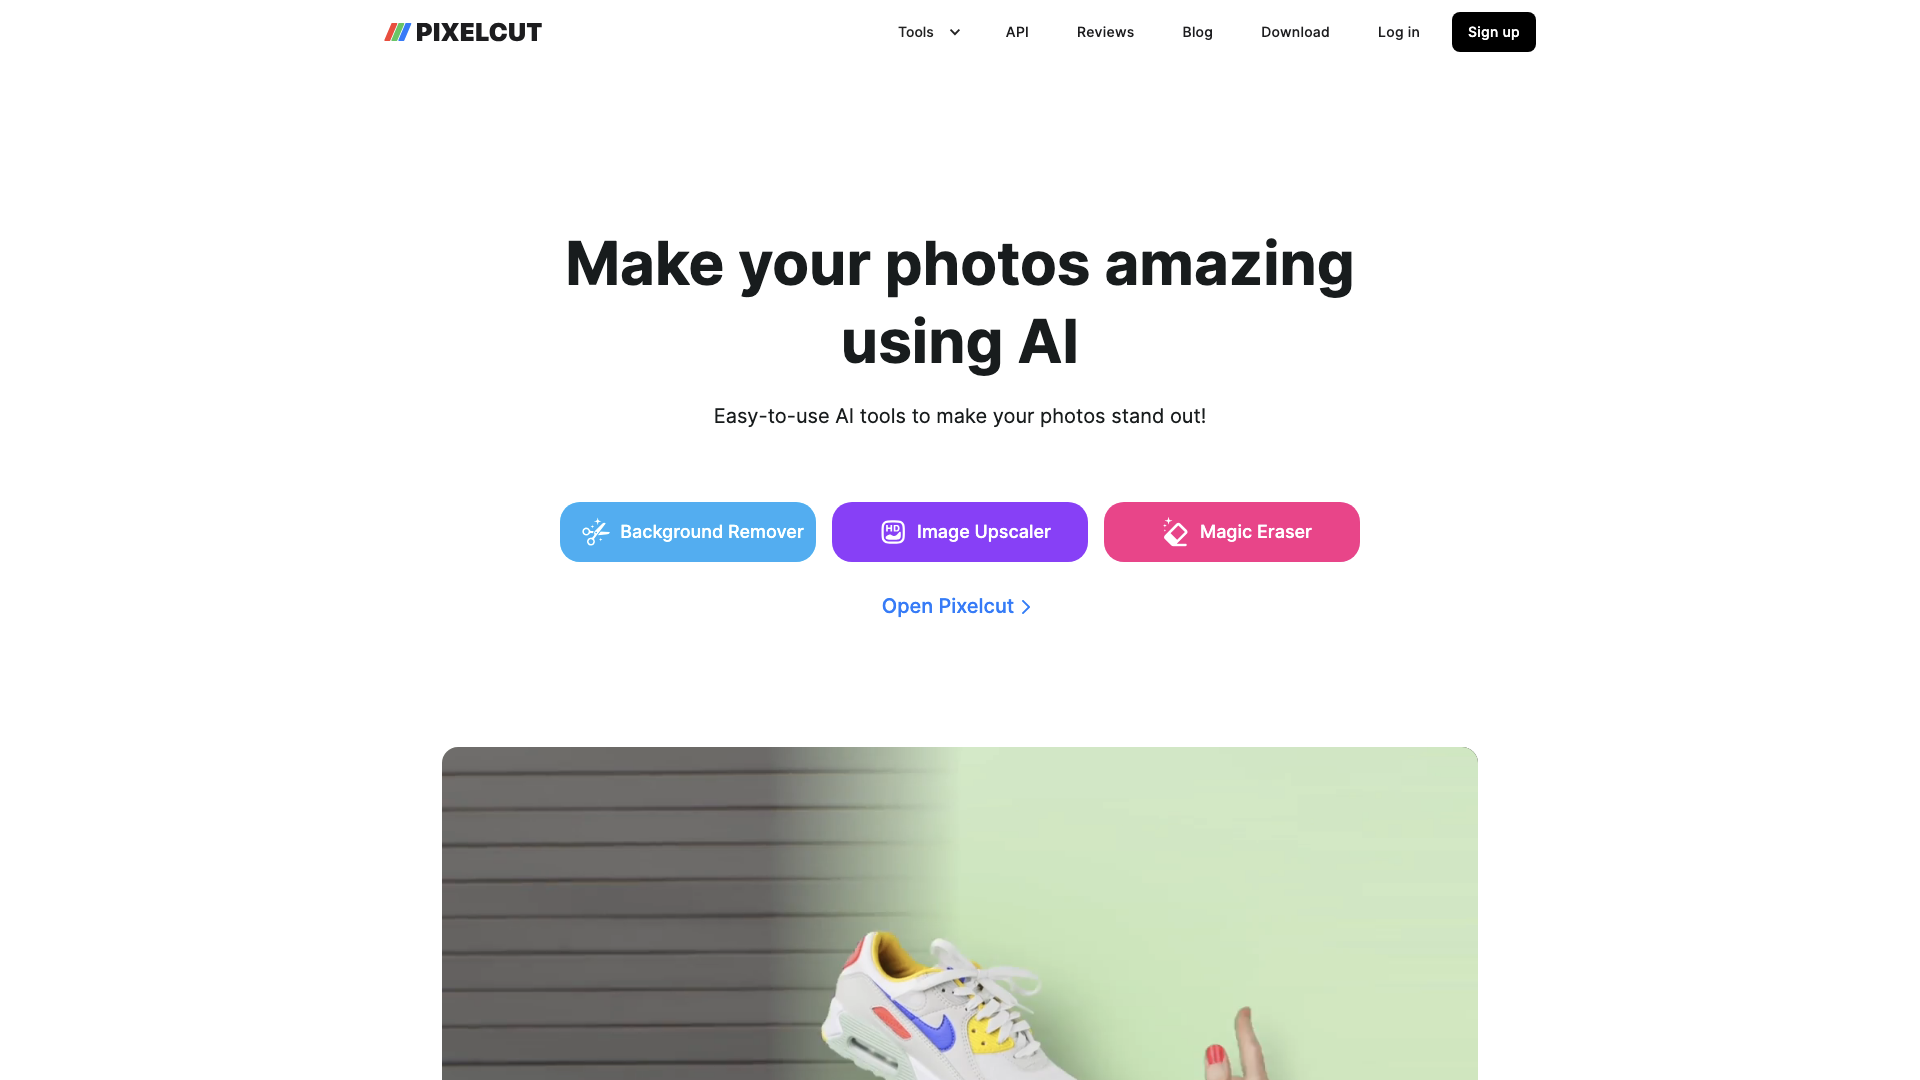 PIXELCUT
Tools
API
Reviews
Blog
Download
Log in
Sign up
Make your photos amazing
using AI
Easy-to-use AI tools to make your photos stand out!
Background Remover
HD
Image Upscaler
Magic Eraser
Open Pixelcut